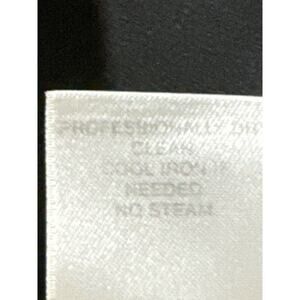 PROFESSIONALLY DRY
CLEAN
COOL IRON IF
NEEDED
NO STEAM